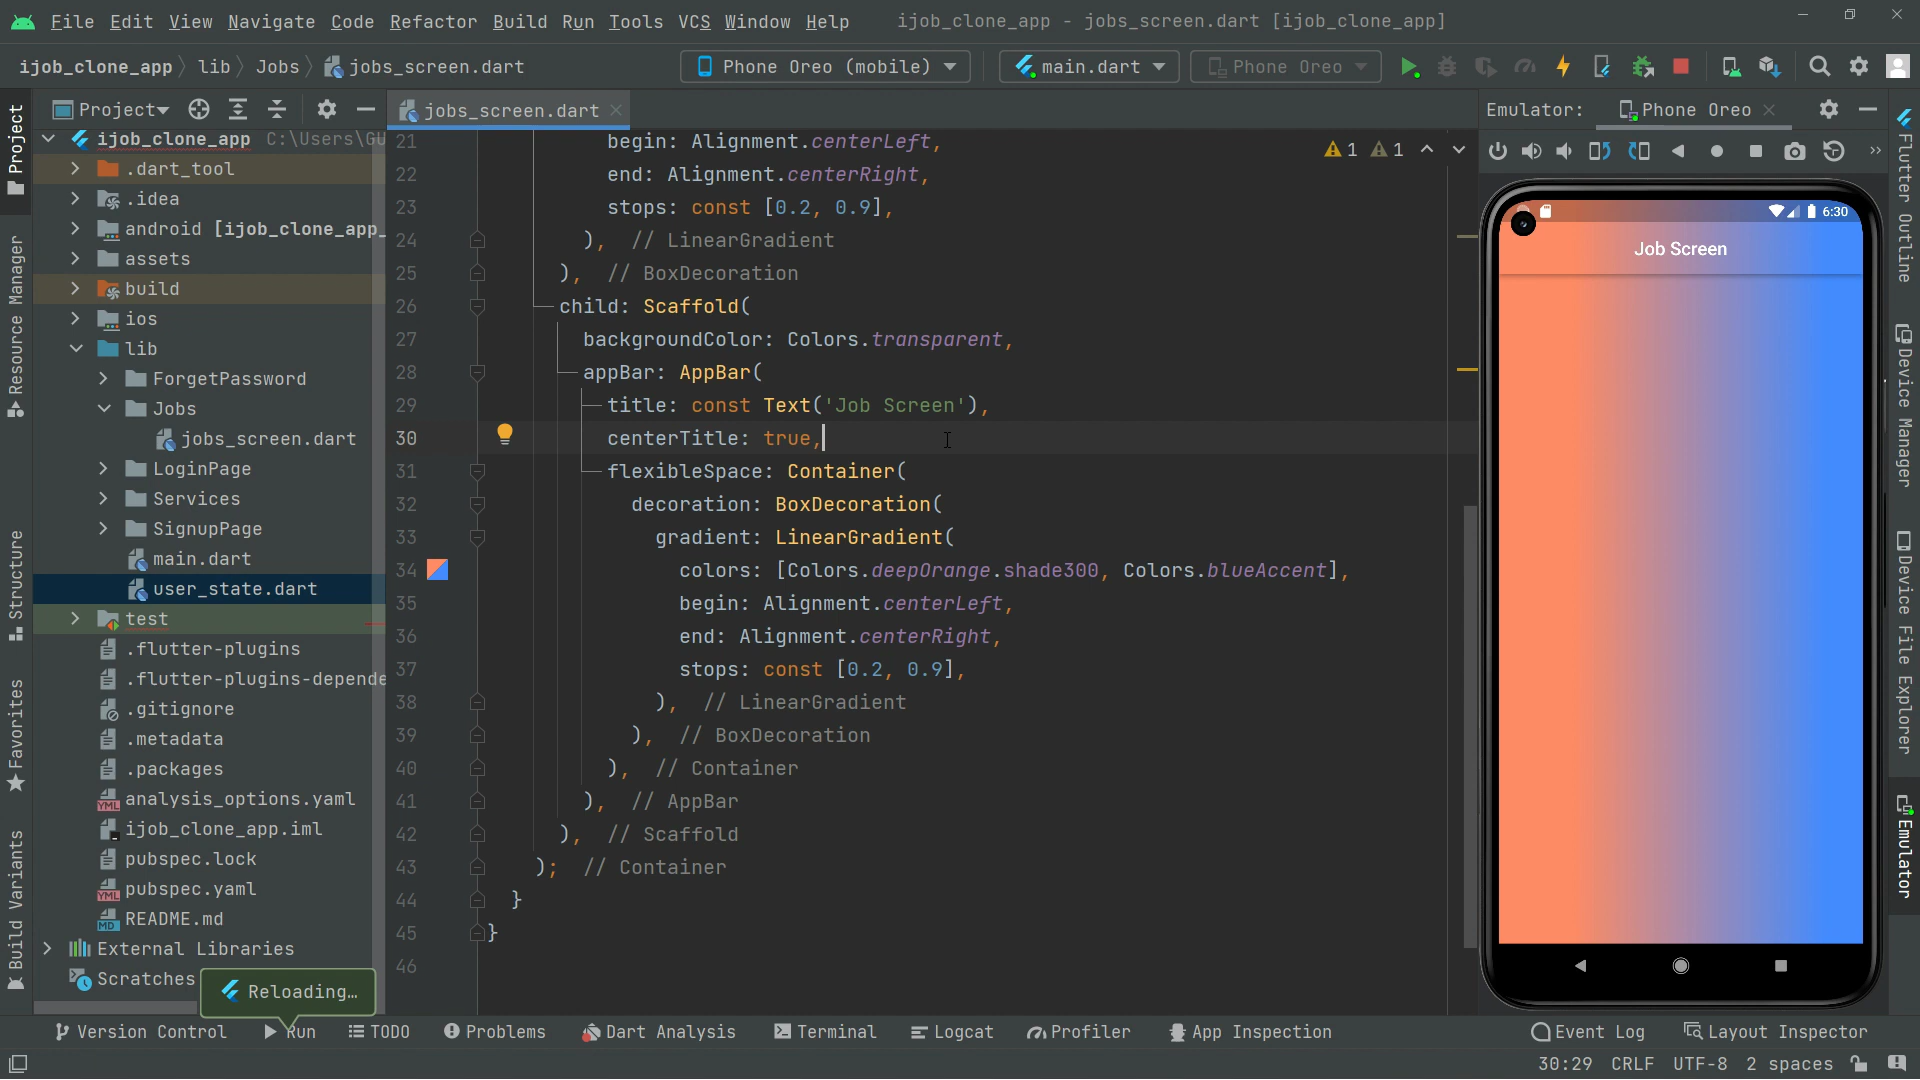 File Edit View Navigate Code Refactor Build Run Tools VCS Window Help ijob_clone_app - jobs_screen.dart [ijob_clone_app]
ijob_clone_app lib Jobs jobs_screen.dart Phone Oreo (mobile) main.dart Phone Oreo
Project
jobs_screen.dart
Emulator: Phone Oreo
ijob_clone_app C:\Users\GU
.dart_tool
.idea
android [ijob_clone_app_
assets
build
ios
lib
ForgetPassword
Jobs
jobs_screen.dart
LoginPage
Services
SignupPage
main.dart
user_state.dart
test
.flutter-plugins
.flutter-plugins-depende
.gitignore
.metadata
.packages
analysis_options.yaml
ijob_clone_app.iml
pubspec.lock
pubspec.yaml
README.md
External Libraries
Scratches
Reloading…
21 begin: Alignment.centerLeft,
22 end: Alignment.centerRight,
23 stops: const [0.2, 0.9],
24 ), // LinearGradient
25 ), // BoxDecoration
26 child: Scaffold(
27 backgroundColor: Colors.transparent,
28 appBar: AppBar(
29 title: const Text('Job Screen'),
30 centerTitle: true,
31 flexibleSpace: Container(
32 decoration: BoxDecoration(
33 gradient: LinearGradient(
34 colors: [Colors.deepOrange.shade300, Colors.blueAccent],
35 begin: Alignment.centerLeft,
36 end: Alignment.centerRight,
37 stops: const [0.2, 0.9],
38 ), // LinearGradient
39 ), // BoxDecoration
40 ), // Container
41 ), // AppBar
42 ), // Scaffold
43 ); // Container
44 }
45 }
46
1 1
6:30
Job Screen
Project
Resource Manager
Structure
Favorites
Build Variants
Flutter Outline
Device Manager
Device File Explorer
Emulator
Version Control Run TODO Problems Dart Analysis Terminal Logcat Profiler App Inspection Event Log Layout Inspector
30:29 CRLF UTF-8 2 spaces